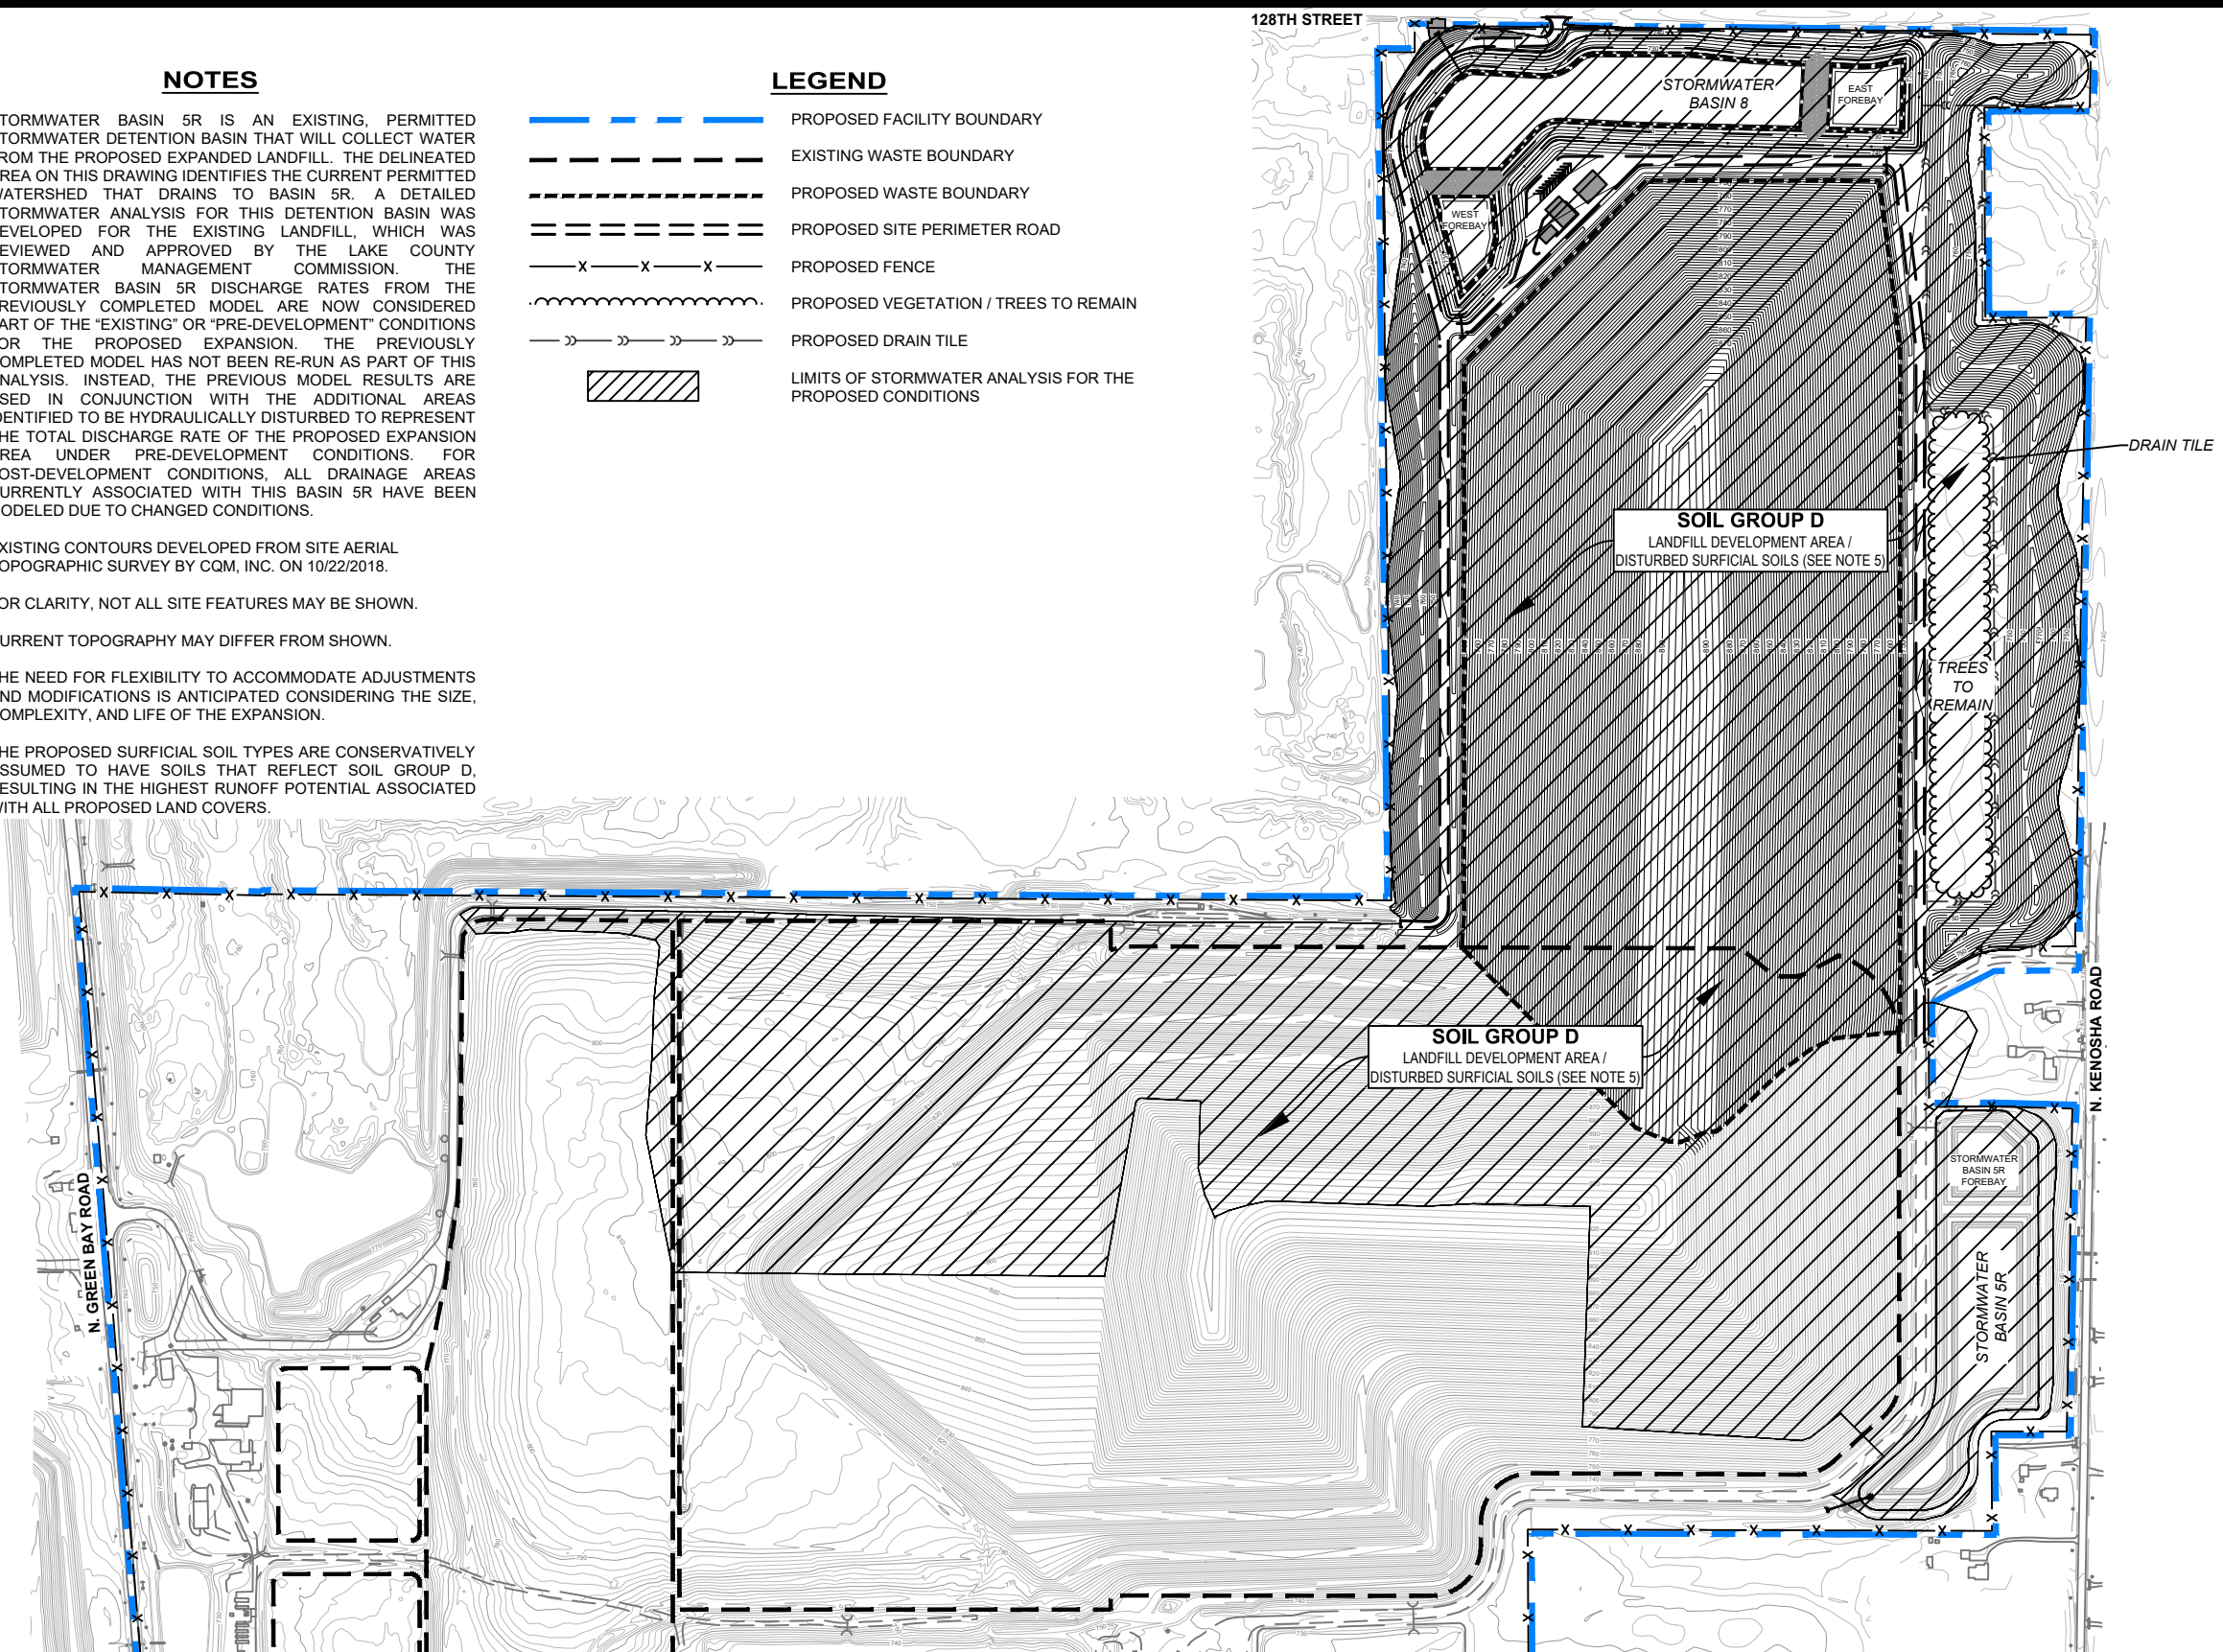 128TH STREET
NOTES
TORMWATER BASIN 5R IS AN EXISTING, PERMITTED
TORMWATER DETENTION BASIN THAT WILL COLLECT WATER
ROM THE PROPOSED EXPANDED LANDFILL. THE DELINEATED
REA ON THIS DRAWING IDENTIFIES THE CURRENT PERMITTED
WATERSHED THAT DRAINS TO BASIN 5R. A DETAILED
TORMWATER ANALYSIS FOR THIS DETENTION BASIN WAS
EVELOPED FOR THE EXISTING LANDFILL, WHICH WAS
EVIEWED AND APPROVED BY THE LAKE COUNTY
TORMWATER MANAGEMENT COMMISSION. THE
TORMWATER BASIN 5R DISCHARGE RATES FROM THE
REVIOUSLY COMPLETED MODEL ARE NOW CONSIDERED
ART OF THE “EXISTING” OR “PRE-DEVELOPMENT” CONDITIONS
OR THE PROPOSED EXPANSION. THE PREVIOUSLY
OMPLETED MODEL HAS NOT BEEN RE-RUN AS PART OF THIS
NALYSIS. INSTEAD, THE PREVIOUS MODEL RESULTS ARE
SED IN CONJUNCTION WITH THE ADDITIONAL AREAS
DENTIFIED TO BE HYDRAULICALLY DISTURBED TO REPRESENT
HE TOTAL DISCHARGE RATE OF THE PROPOSED EXPANSION
REA UNDER PRE-DEVELOPMENT CONDITIONS. FOR
OST-DEVELOPMENT CONDITIONS, ALL DRAINAGE AREAS
URRENTLY ASSOCIATED WITH THIS BASIN 5R HAVE BEEN
ODELED DUE TO CHANGED CONDITIONS.
XISTING CONTOURS DEVELOPED FROM SITE AERIAL
OPOGRAPHIC SURVEY BY CQM, INC. ON 10/22/2018.
OR CLARITY, NOT ALL SITE FEATURES MAY BE SHOWN.
URRENT TOPOGRAPHY MAY DIFFER FROM SHOWN.
HE NEED FOR FLEXIBILITY TO ACCOMMODATE ADJUSTMENTS
ND MODIFICATIONS IS ANTICIPATED CONSIDERING THE SIZE,
OMPLEXITY, AND LIFE OF THE EXPANSION.
HE PROPOSED SURFICIAL SOIL TYPES ARE CONSERVATIVELY
SSUMED TO HAVE SOILS THAT REFLECT SOIL GROUP D,
ESULTING IN THE HIGHEST RUNOFF POTENTIAL ASSOCIATED
WITH ALL PROPOSED LAND COVERS.
LEGEND
PROPOSED FACILITY BOUNDARY
EXISTING WASTE BOUNDARY
PROPOSED WASTE BOUNDARY
PROPOSED SITE PERIMETER ROAD
PROPOSED FENCE
PROPOSED VEGETATION / TREES TO REMAIN
PROPOSED DRAIN TILE
LIMITS OF STORMWATER ANALYSIS FOR THE
PROPOSED CONDITIONS
STORMWATER
BASIN 8
EAST
FOREBAY
WEST
FOREBAY
DRAIN TILE
SOIL GROUP D
LANDFILL DEVELOPMENT AREA /
DISTURBED SURFICIAL SOILS (SEE NOTE 5)
TREES
TO
REMAIN
SOIL GROUP D
LANDFILL DEVELOPMENT AREA /
DISTURBED SURFICIAL SOILS (SEE NOTE 5)
N. KENOSHA ROAD
STORMWATER
BASIN 5R
FOREBAY
STORMWATER
BASIN 5R
N. GREEN BAY ROAD